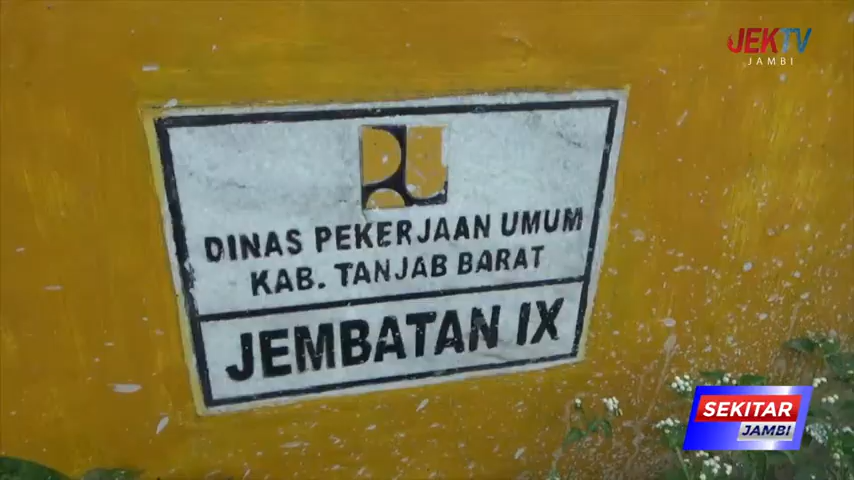 JEKTV
JAMBI
DINAS PEKERJAAN UMUM
KAB. TANJAB BARAT
JEMBATAN IX
SEKITAR
JAMBI